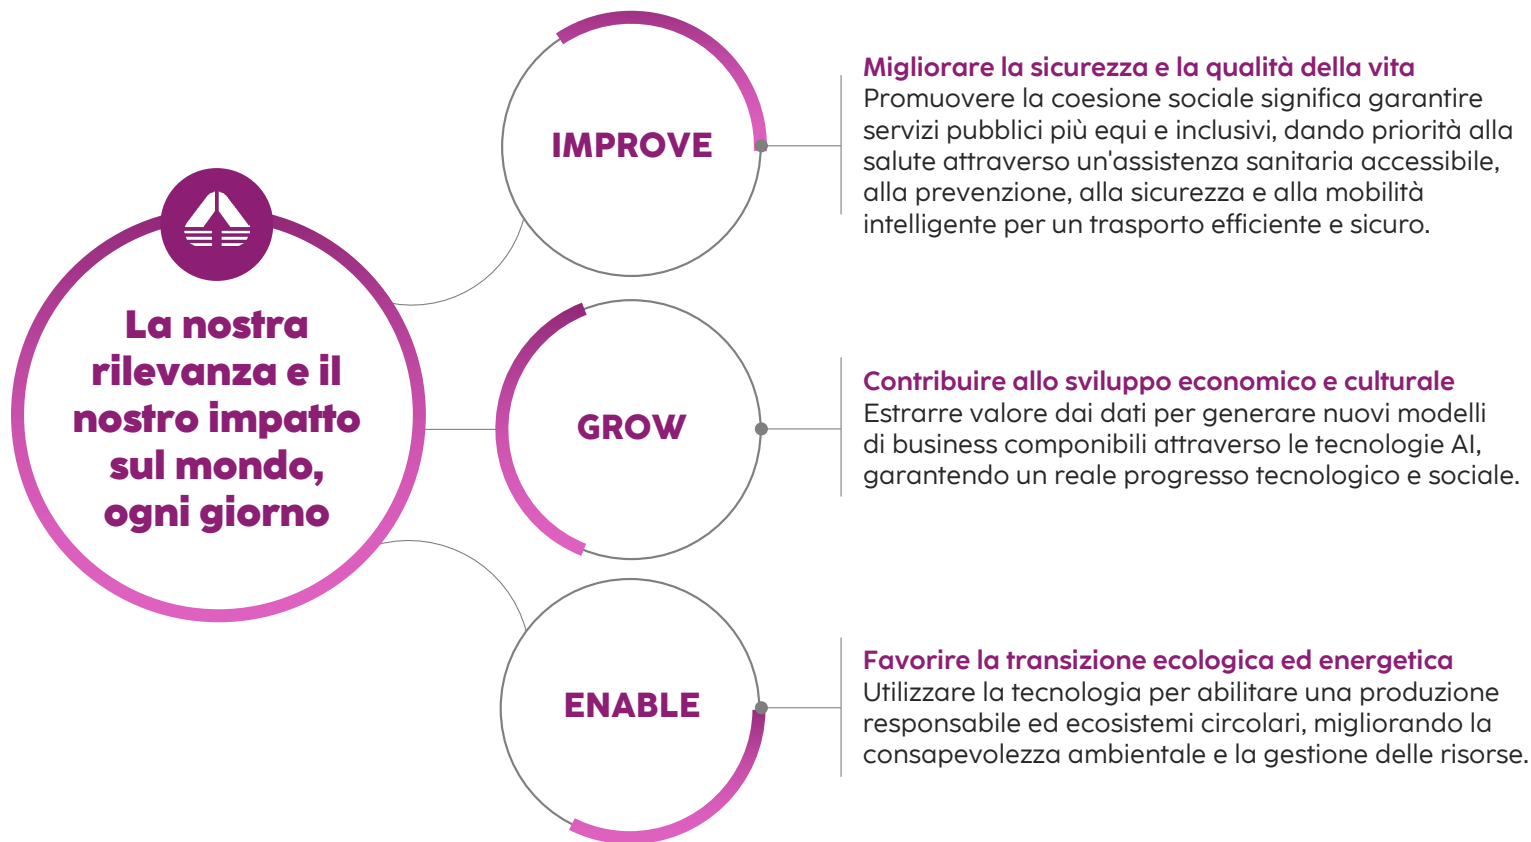 La nostra
rilevanza e il
nostro impatto
sul mondo,
ogni giorno
IMPROVE
Migliorare la sicurezza e la qualità della vita
Promuovere la coesione sociale significa garantire
servizi pubblici più equi e inclusivi, dando priorità alla
salute attraverso un'assistenza sanitaria accessibile,
alla prevenzione, alla sicurezza e alla mobilità
intelligente per un trasporto efficiente e sicuro.
GROW
Contribuire allo sviluppo economico e culturale
Estrarre valore dai dati per generare nuovi modelli
di business componibili attraverso le tecnologie AI,
garantendo un reale progresso tecnologico e sociale.
ENABLE
Favorire la transizione ecologica ed energetica
Utilizzare la tecnologia per abilitare una produzione
responsabile ed ecosistemi circolari, migliorando la
consapevolezza ambientale e la gestione delle risorse.